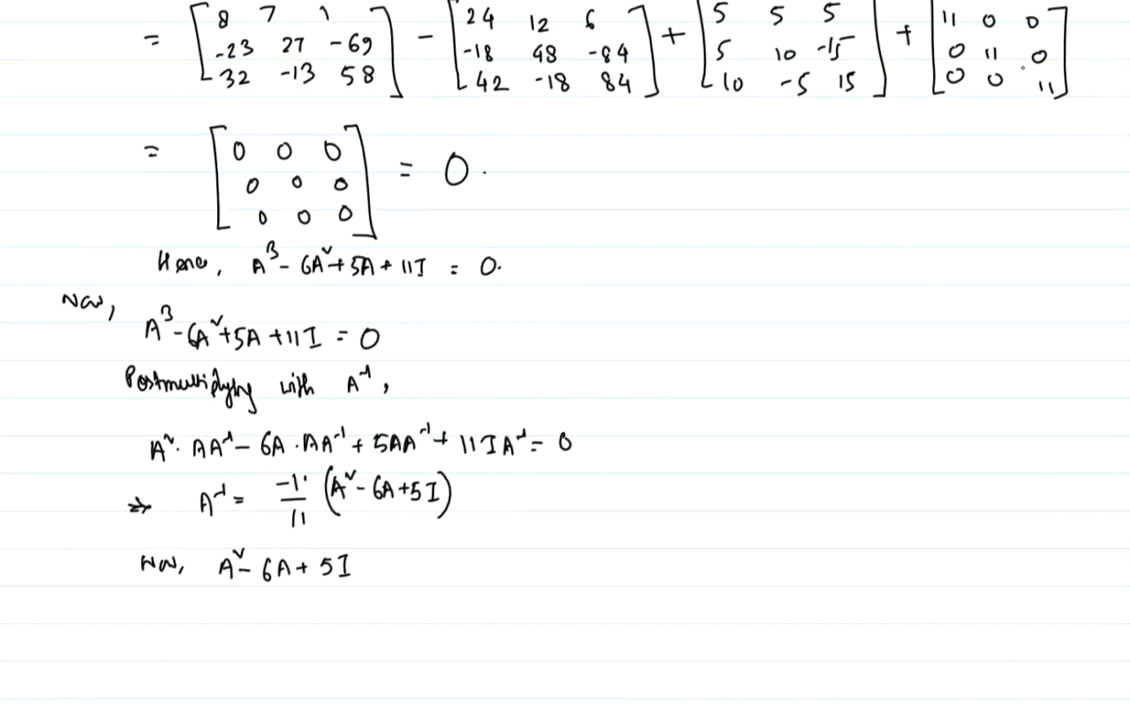 = [8 7 1; -23 27 -69; 32 -13 58] - [24 12 6; -18 48 -84; 42 -18 84] + [5 5 5; 5 10 -15; 10 -5 15] + [11 0 0; 0 11 0; 0 0 11]
= [0 0 0; 0 0 0; 0 0 0] = 0.
Hence, A³ - 6A² + 5A + 11I = 0.
Now,
A³ - 6A² + 5A + 11I = 0
Postmultiplying with A⁻¹,
A². AA⁻¹ - 6A . AA⁻¹ + 5AA⁻¹ + 11IA⁻¹ = 0
⇒ A⁻¹ = -1/11 (A² - 6A + 5I)
Now, A² - 6A + 5I